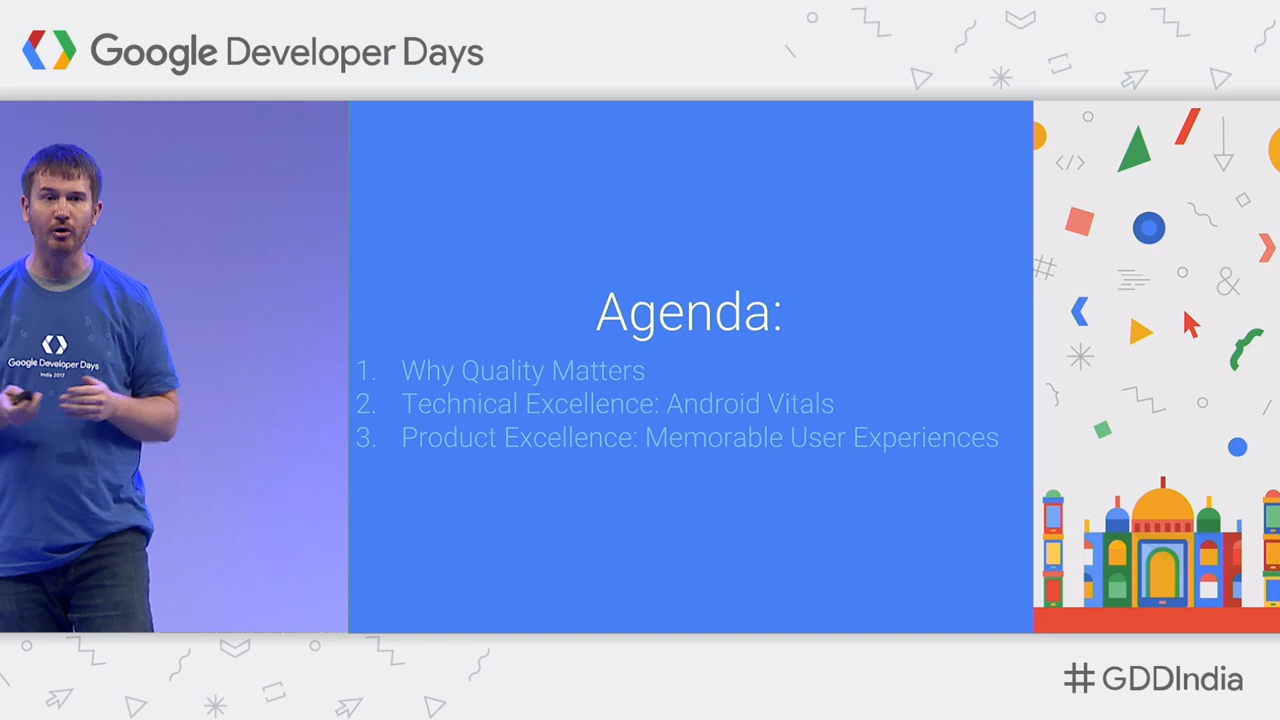 Google Developer Days
Google Developer Days
India 2017
Agenda:
1. Why Quality Matters
2. Technical Excellence: Android Vitals
3. Product Excellence: Memorable User Experiences
</>
#
&
#GDDIndia